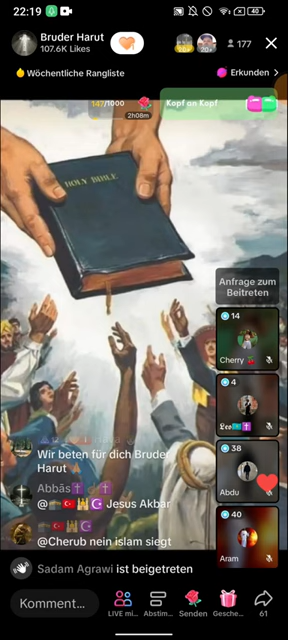 22:19
40
Bruder Harut
107.6K Likes
177
Wöchentliche Rangliste
Erkunden
147/1000
2h08m
Kopf an Kopf
HOLY BIBLE
Anfrage zum
Beitreten
14
Cherry
4
Leo
38
Abdu
40
Aram
Wir beten für dich Bruder
Harut
Abbās
@ Jesus Akbar
@Cherub nein islam siegt
Sadam Agrawi ist beigetreten
Komment...
LIVE mi...
Abstim...
Senden
Gesche...
61